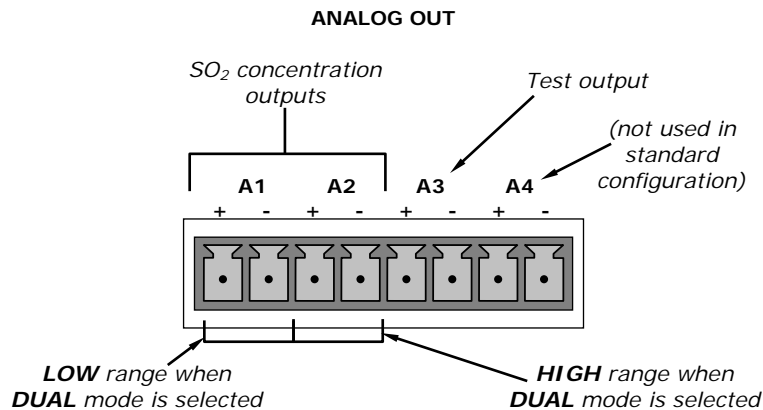 ANALOG OUT
SO₂ concentration
outputs
Test output
(not used in
standard
configuration)
A1 A2 A3 A4
+ - + - + - + -
LOW range when
DUAL mode is selected
HIGH range when
DUAL mode is selected